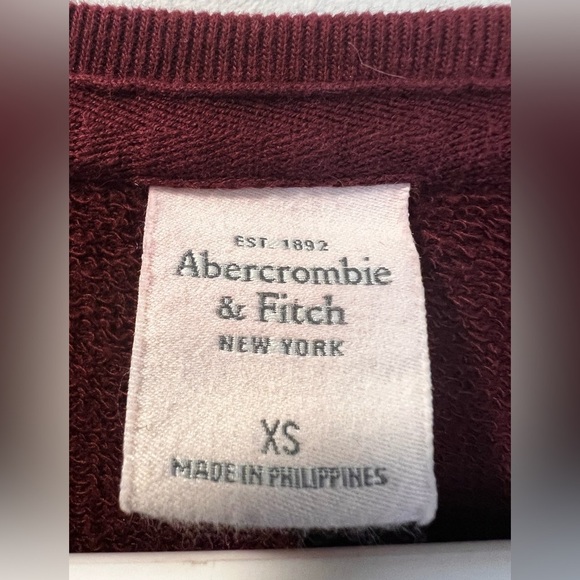 EST. 1892
Abercrombie
& Fitch
NEW YORK
XS
MADE IN PHILIPPINES